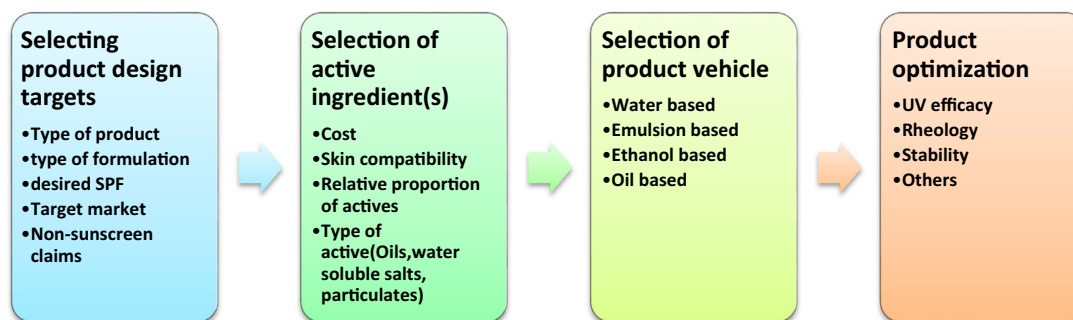 Selecting
product design
targets
•Type of product
•type of formulation
•desired SPF
•Target market
•Non-sunscreen
claims
Selection of
active
ingredient(s)
•Cost
•Skin compatibility
•Relative proportion
of actives
•Type of
active(Oils,water
soluble salts,
particulates)
Selection of
product vehicle
•Water based
•Emulsion based
•Ethanol based
•Oil based
Product
optimization
•UV efficacy
•Rheology
•Stability
•Others